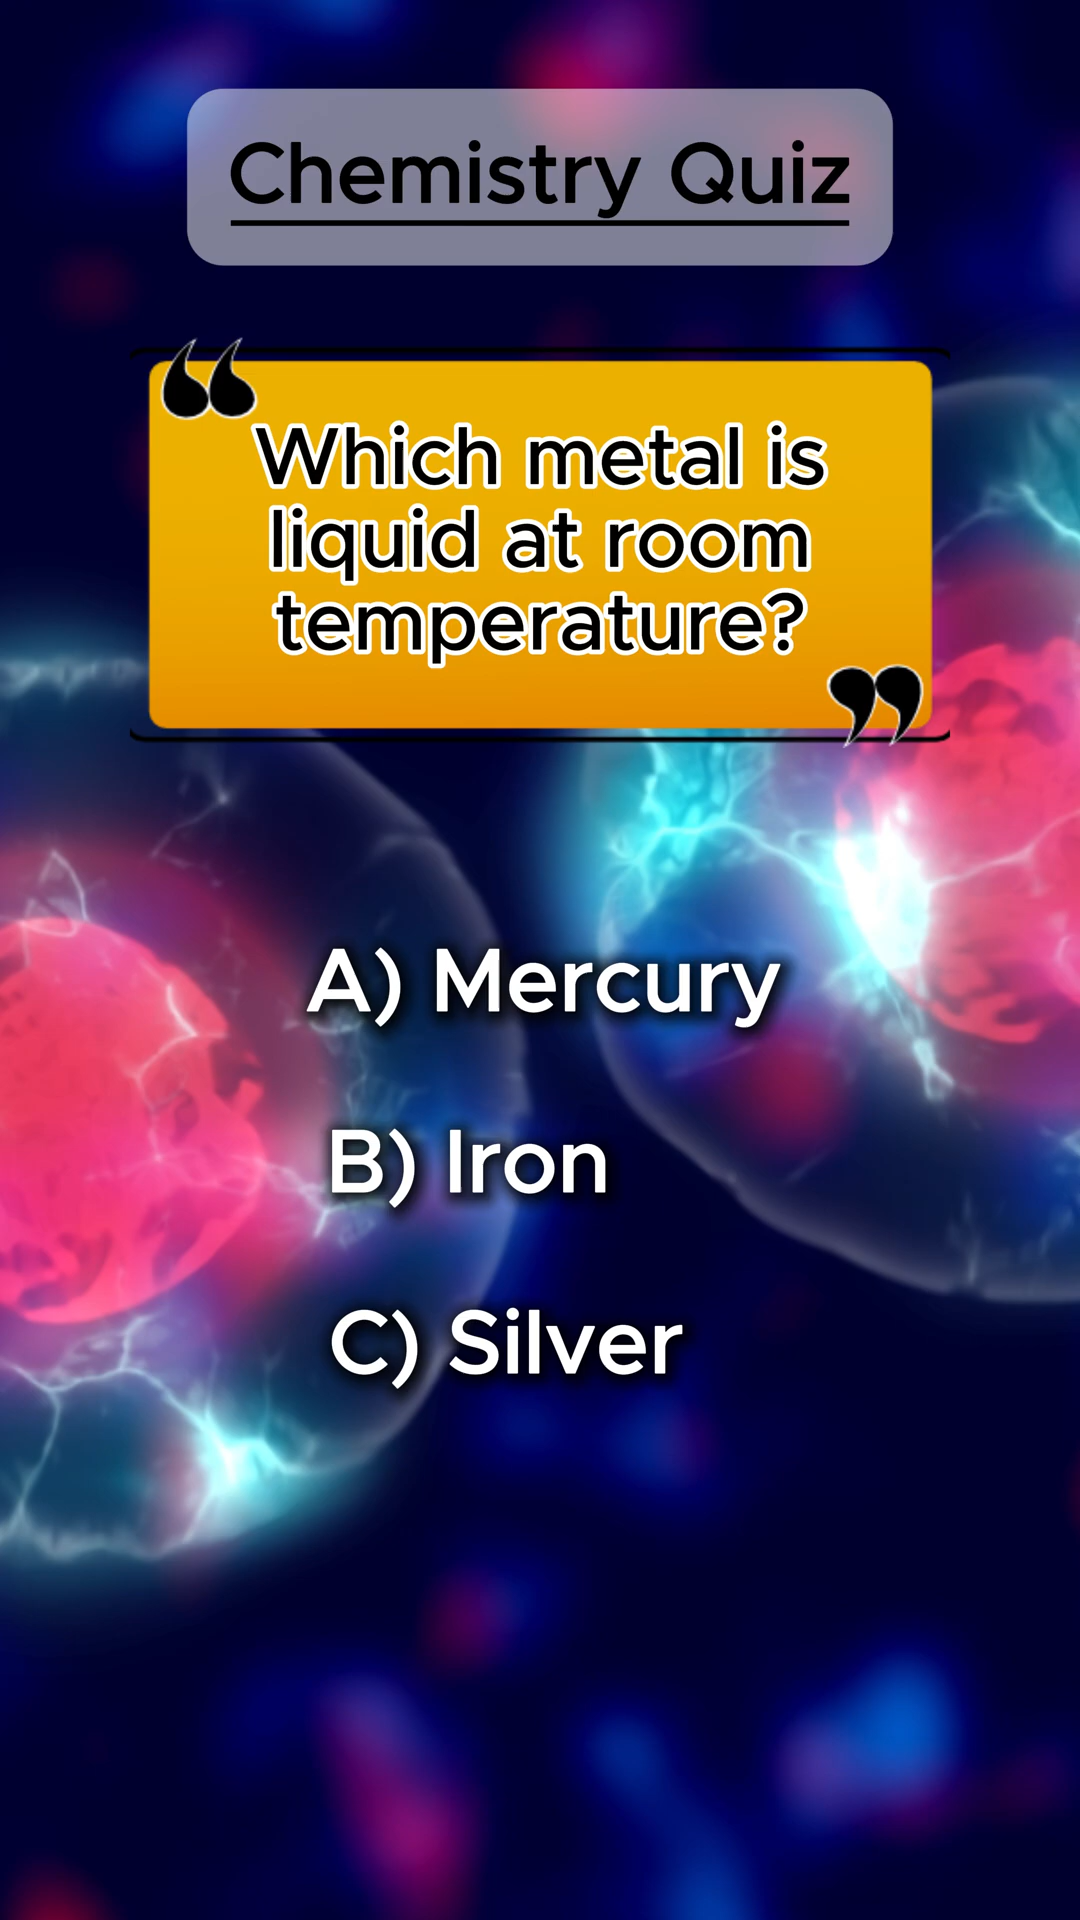 Chemistry Quiz
“
Which metal is
liquid at room
temperature?
”
A) Mercury
B) Iron
C) Silver